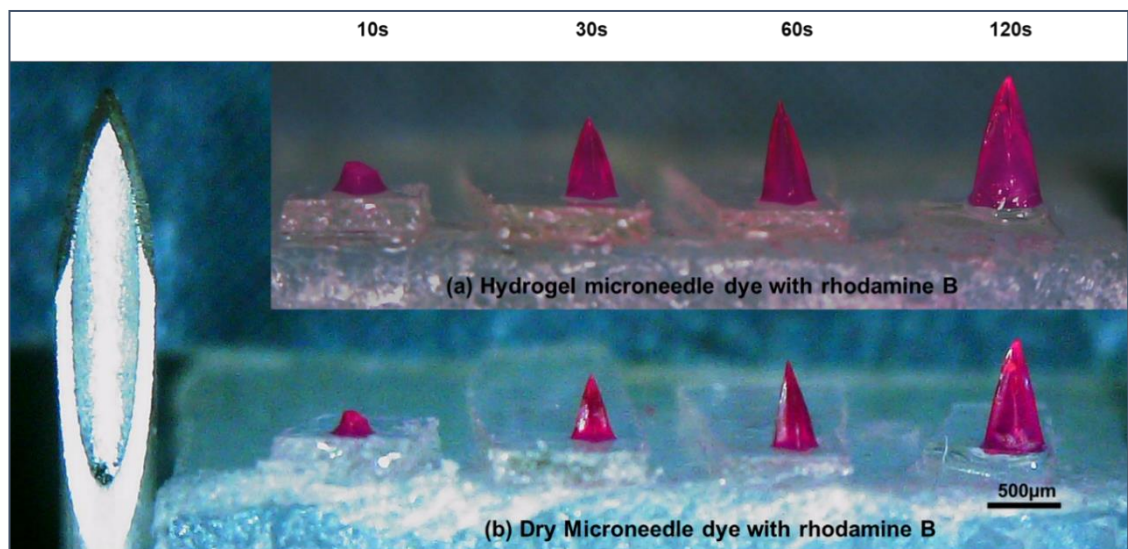 10s 30s 60s 120s
(a) Hydrogel microneedle dye with rhodamine B
500µm
(b) Dry Microneedle dye with rhodamine B